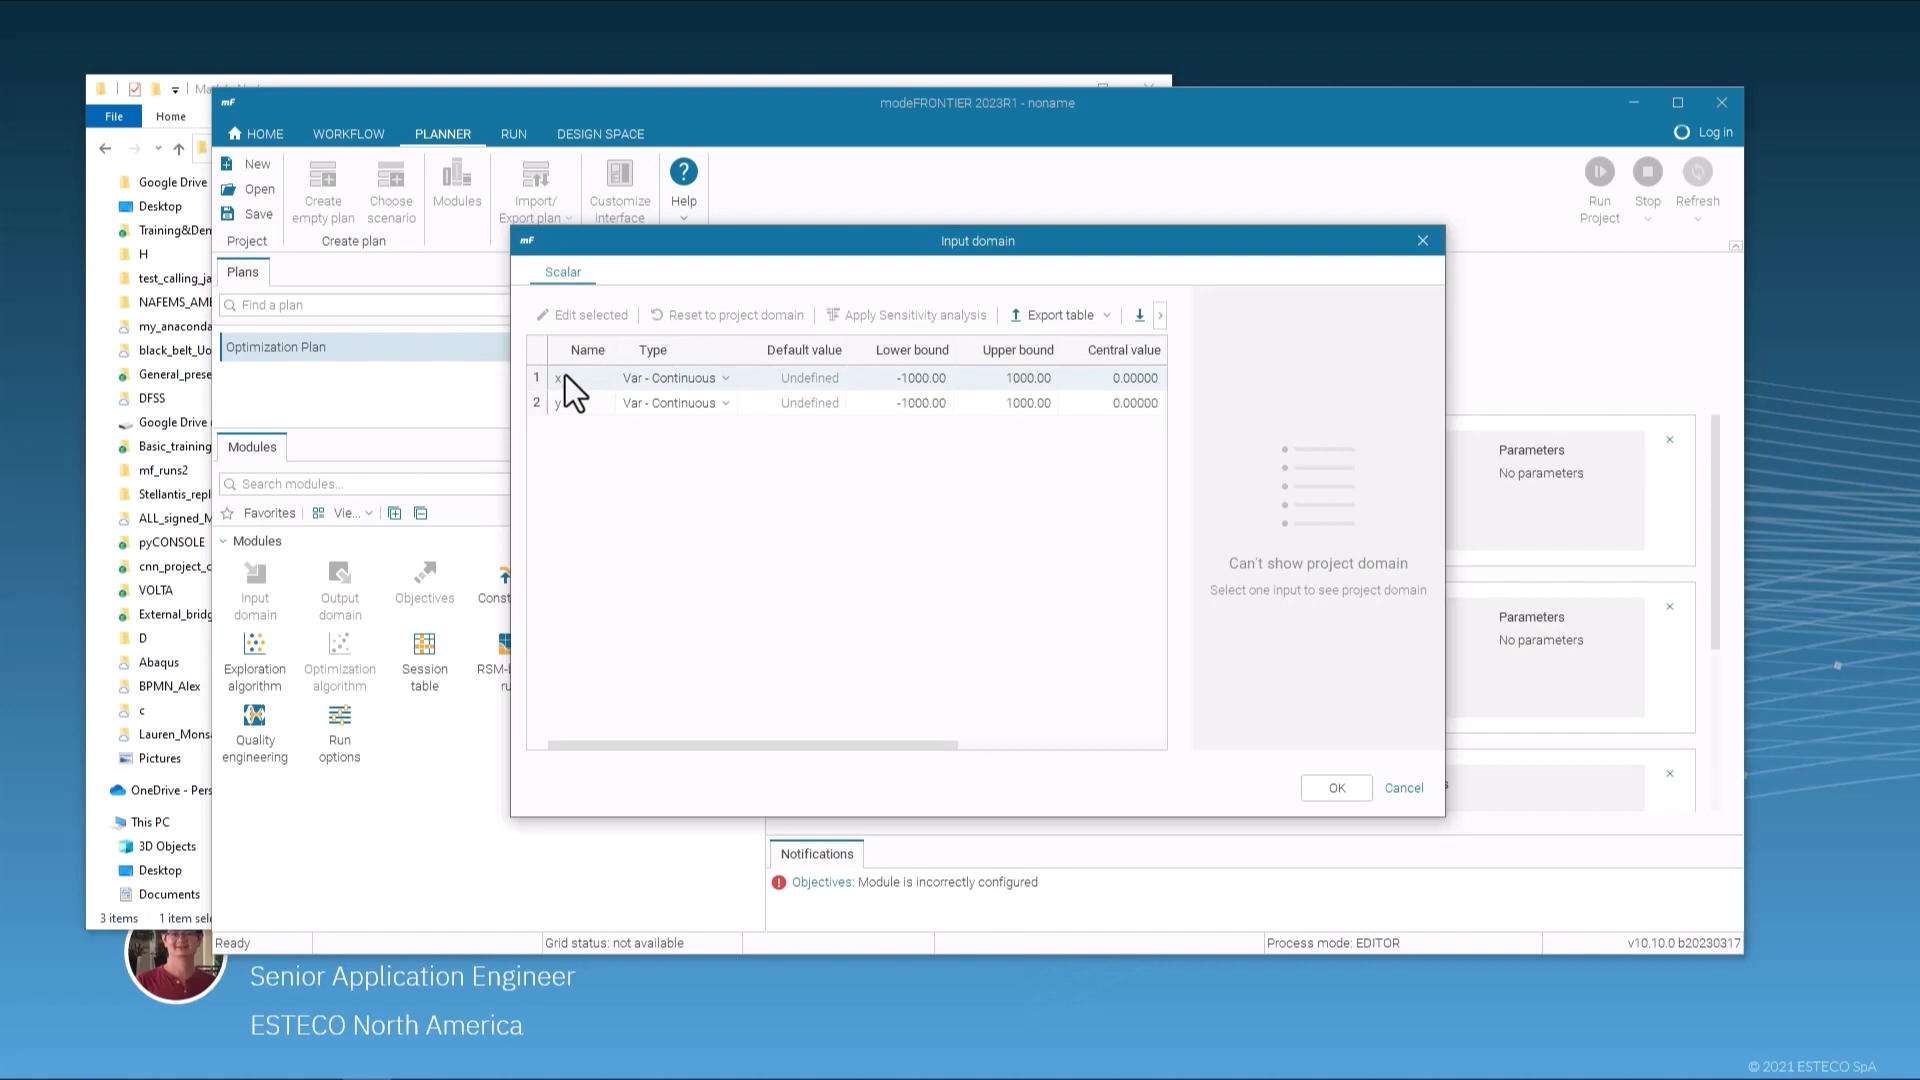 File
Home
Google Drive
Desktop
H
mf_runs2
DFSS
pyCONSOLE
VOLTA
D
Abaqus
BPMN_Alex
c
Pictures
This PC
3D Objects
Desktop
Documents
3 items
mF
modeFRONTIER 2023R1 - noname
HOME
WORKFLOW
PLANNER
RUN
DESIGN SPACE
Log in
New
Open
Save
Project
Create
empty plan
Choose
scenario
Create plan
Modules
Import/
Export plan
Customize
interface
Help
Run
Project
Stop
Refresh
Plans
Find a plan
Optimization Plan
Modules
Search modules...
Favorites
Vie...
Modules
Input
domain
Output
domain
Objectives
Exploration
algorithm
Optimization
algorithm
Session
table
Quality
engineering
Run
options
mF
Input domain
Scalar
Edit selected
Reset to project domain
Apply Sensitivity analysis
Export table
Name Type Default value Lower bound Upper bound Central value
1 x Var - Continuous Undefined -1000.00 1000.00 0.00000
2 y Var - Continuous Undefined -1000.00 1000.00 0.00000
Can't show project domain
Select one input to see project domain
OK
Cancel
Parameters
No parameters
Parameters
No parameters
Notifications
Objectives: Module is incorrectly configured
Ready
Grid status: not available
Process mode: EDITOR
v10.10.0 b20230317
Senior Application Engineer
ESTECO North America
© 2021 ESTECO SpA